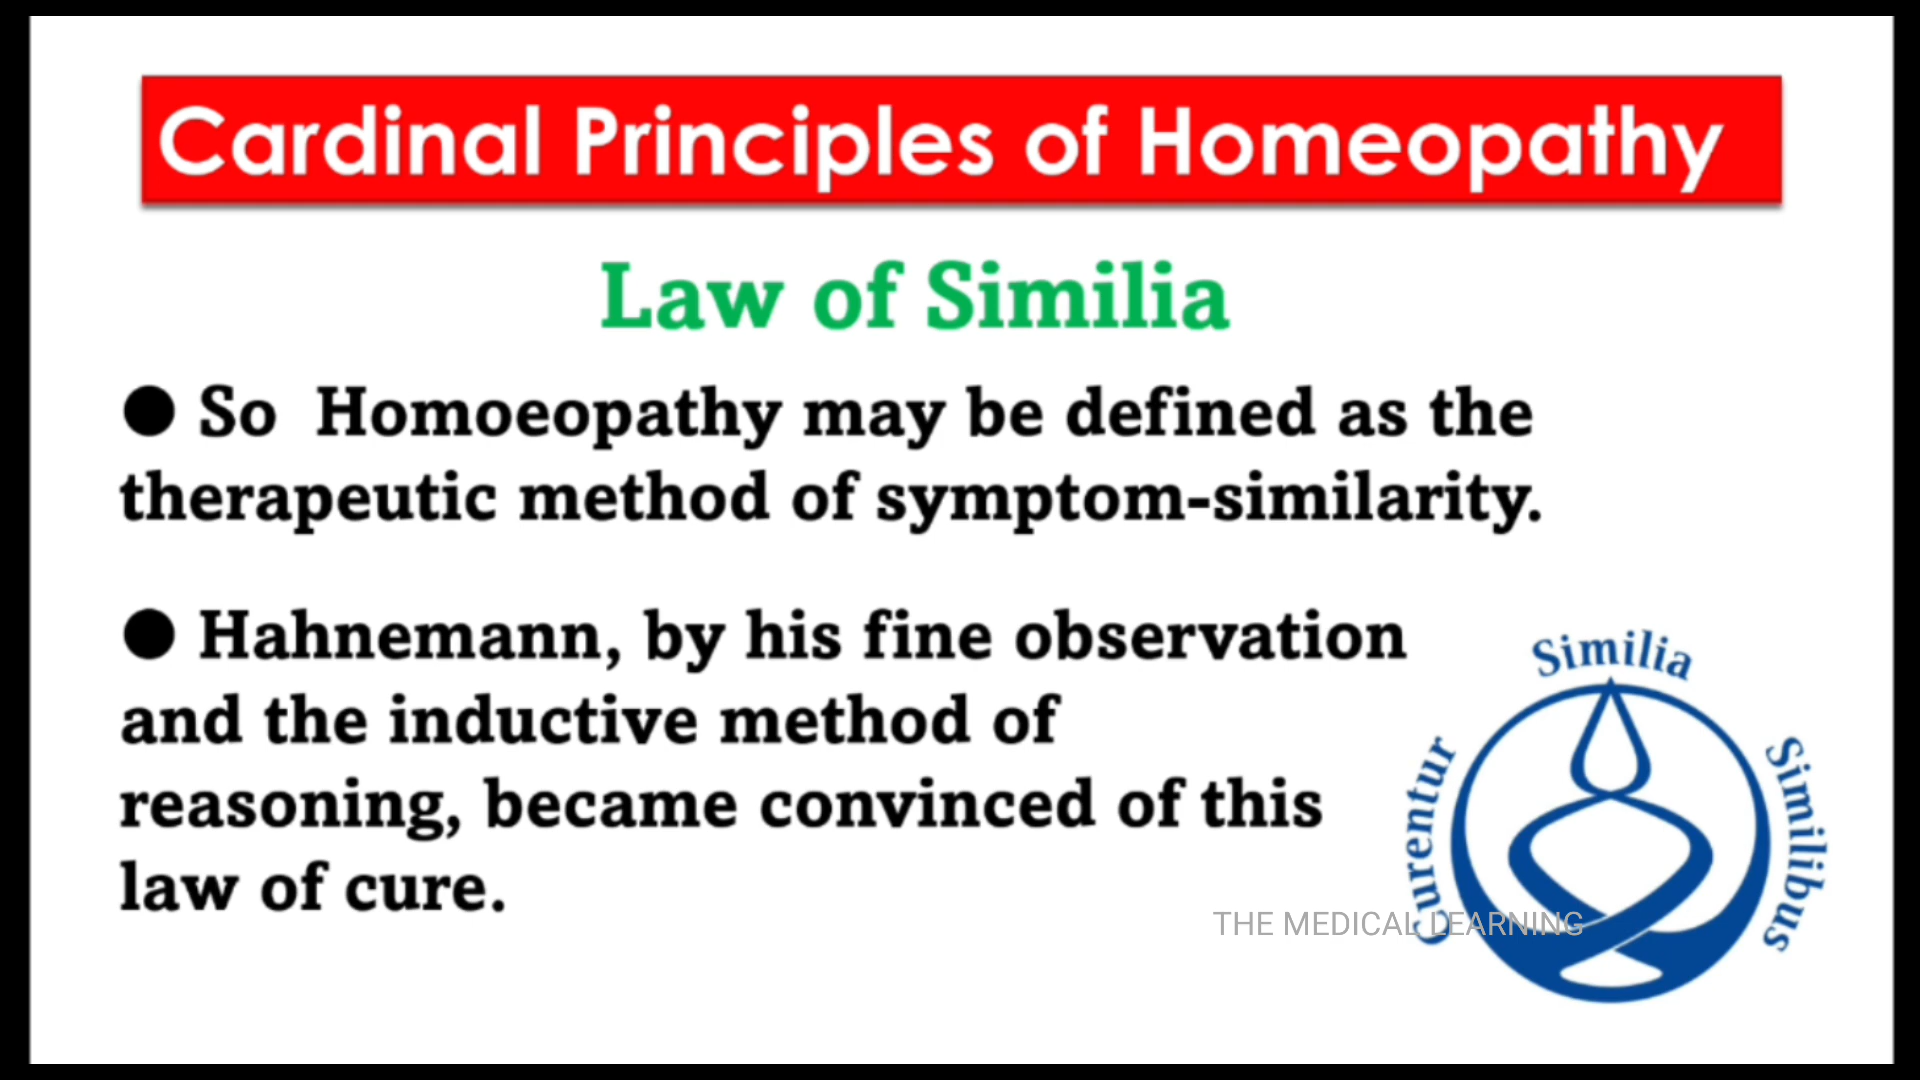 Cardinal Principles of Homeopathy
Law of Similia
● So Homoeopathy may be defined as the
therapeutic method of symptom-similarity.
● Hahnemann, by his fine observation
and the inductive method of
reasoning, became convinced of this
law of cure.
Similia
Similibus
Curentur
THE MEDICAL LEARNING